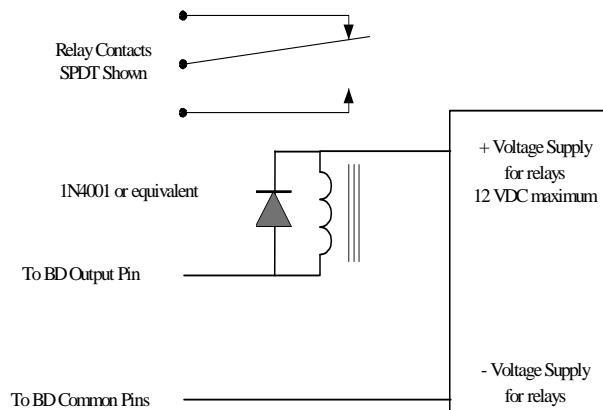 Relay Contacts
SPDT Shown
+ Voltage Supply
for relays
12 VDC maximum
1N4001 or equivalent
To BD Output Pin
- Voltage Supply
for relays
To BD Common Pins